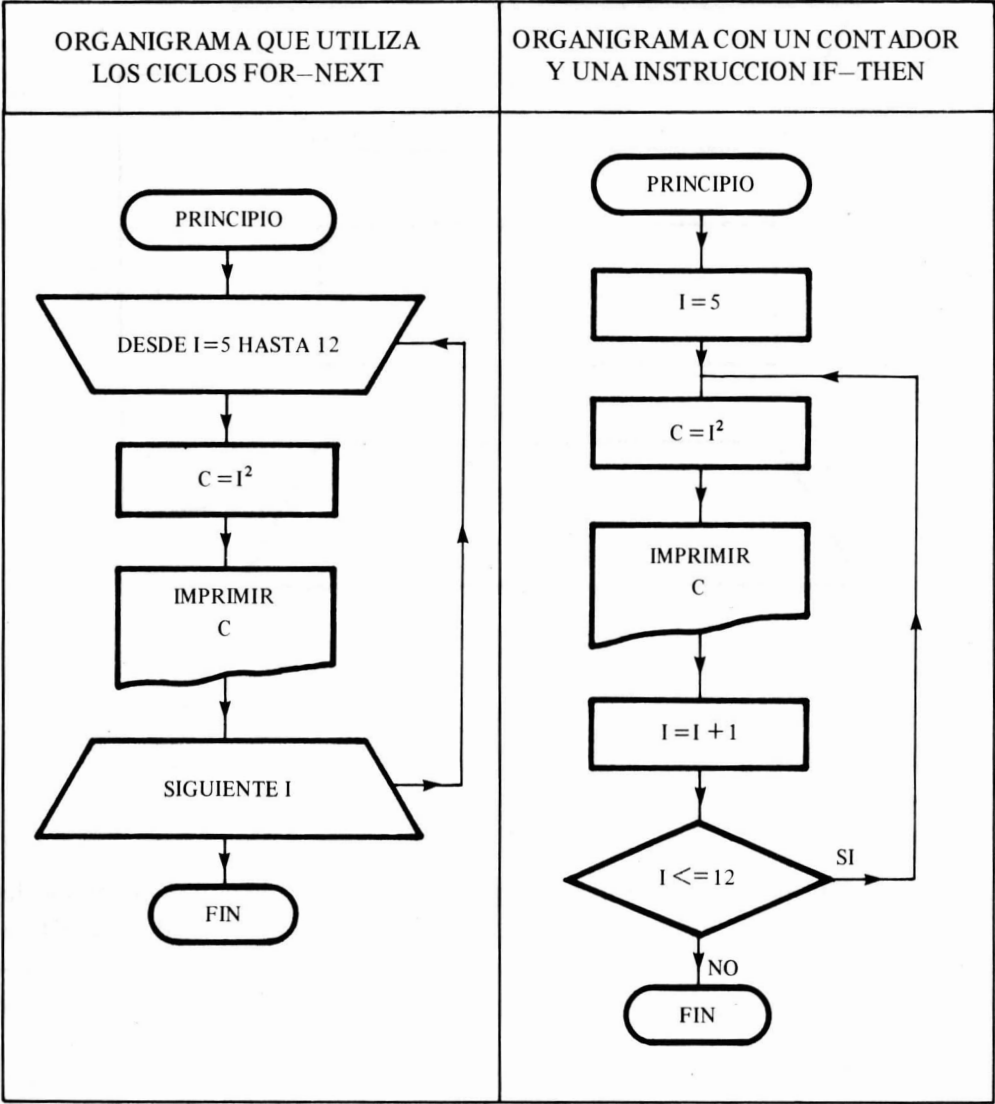 ORGANIGRAMA QUE UTILIZA
LOS CICLOS FOR—NEXT
PRINCIPIO
DESDE I=5 HASTA 12
C=I²
IMPRIMIR
C
SIGUIENTE I
FIN
ORGANIGRAMA CON UN CONTADOR
Y UNA INSTRUCCION IF—THEN
PRINCIPIO
I=5
C=I²
IMPRIMIR
C
I=I+1
I <= 12
SI
NO
FIN